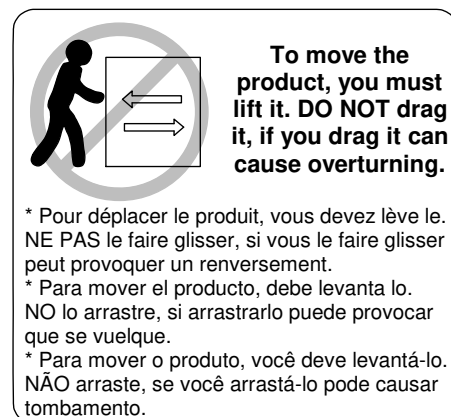 To move the
product, you must
lift it. DO NOT drag
it, if you drag it can
cause overturning.
* Pour déplacer le produit, vous devez lève le.
NE PAS le faire glisser, si vous le faire glisser
peut provoquer un renversement.
* Para mover el producto, debe levanta lo.
NO lo arrastre, si arrastrarlo puede provocar
que se vuelque.
* Para mover o produto, você deve levantá-lo.
NÃO arraste, se você arrastá-lo pode causar
tombamento.